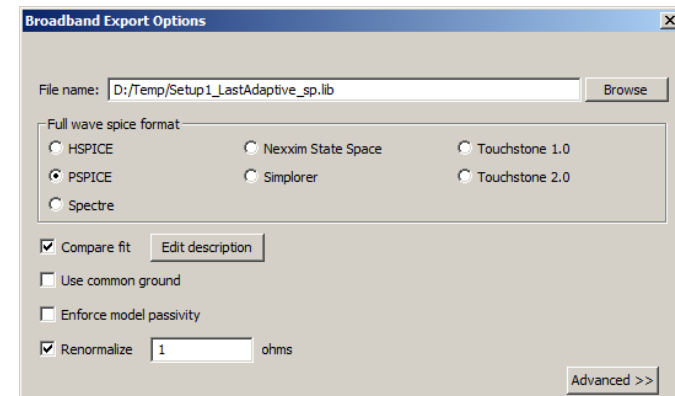 Broadband Export Options
File name: D:/Temp/Setup1_LastAdaptive_sp.lib Browse
Full wave spice format
HSPICE Nexxim State Space Touchstone 1.0
PSPICE Simplorer Touchstone 2.0
Spectre
Compare fit Edit description
Use common ground
Enforce model passivity
Renormalize 1 ohms
Advanced >>